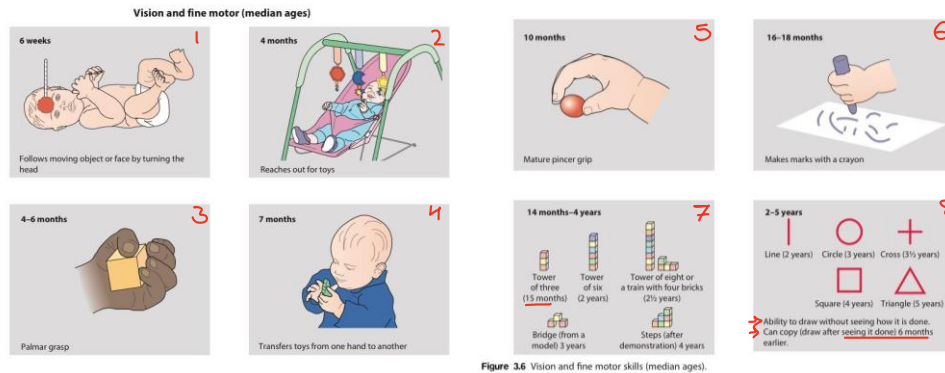 Vision and fine motor (median ages)
6 weeks
1
Follows moving object or face by turning the
head
4 months
2
Reaches out for toys
4–6 months
3
Palmar grasp
7 months
4
Transfers toys from one hand to another
10 months
5
Mature pincer grip
16–18 months
6
Makes marks with a crayon
14 months–4 years
7
Tower
of three
(15 months)
Tower
of six
(2 years)
Tower of eight or
a train with four bricks
(2½ years)
Bridge (from a
model) 3 years
Steps (after
demonstration) 4 years
2–5 years
Line (2 years) Circle (3 years) Cross (3½ years)
Square (4 years) Triangle (5 years)
Ability to draw without seeing how it is done.
Can copy (draw after seeing it done) 6 months
earlier.
Figure 3.6 Vision and fine motor skills (median ages).